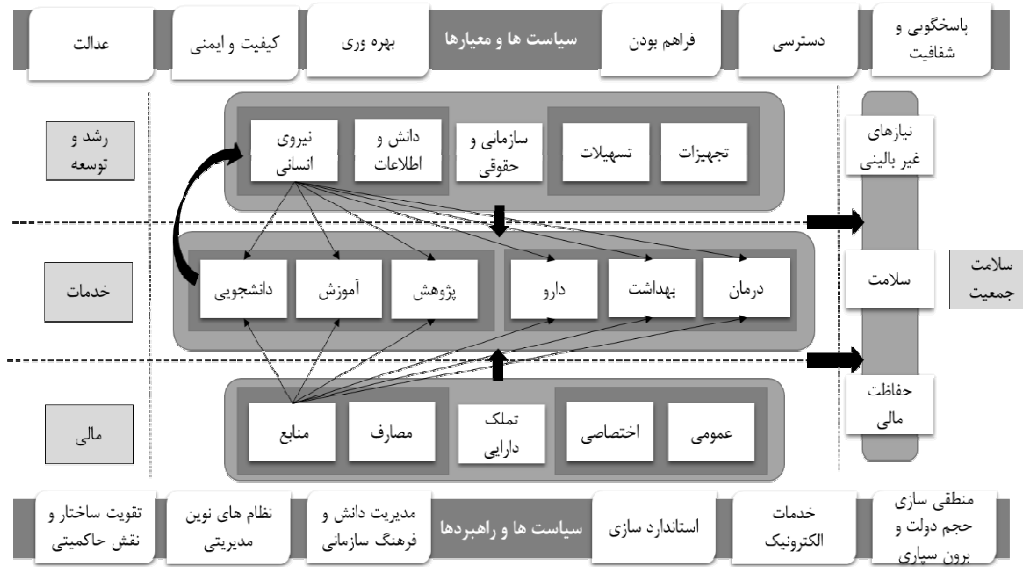 پاسخگویی و
شفافیت
دسترسی
فراهم بودن
سیاست ها و معیارها
بهره وری
کیفیت و ایمنی
عدالت
نیازهای
غیر بالینی
تجهیزات
تسهیلات
سازمانی و
حقوقی
دانش و
اطلاعات
نیروی
انسانی
رشد و
توسعه
سلامت
جمعیت
سلامت
درمان
بهداشت
دارو
پژوهش
آموزش
دانشجویی
خدمات
حفاظت
مالی
عمومی
اختصاصی
تملک
دارایی
مصارف
منابع
مالی
منطقی سازی
حجم دولت و
برون سپاری
خدمات
الکترونیک
استاندارد سازی
سیاست ها و راهبردها
مدیریت دانش و
فرهنگ سازمانی
نظام های نوین
مدیریتی
تقویت ساختار و
نقش حاکمیتی